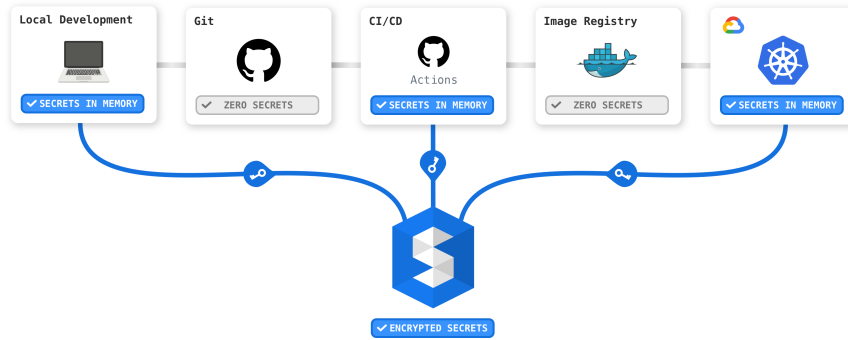 Local Development
Git
CI/CD
Image Registry
Actions
SECRETS IN MEMORY
ZERO SECRETS
SECRETS IN MEMORY
ZERO SECRETS
SECRETS IN MEMORY
ENCRYPTED SECRETS